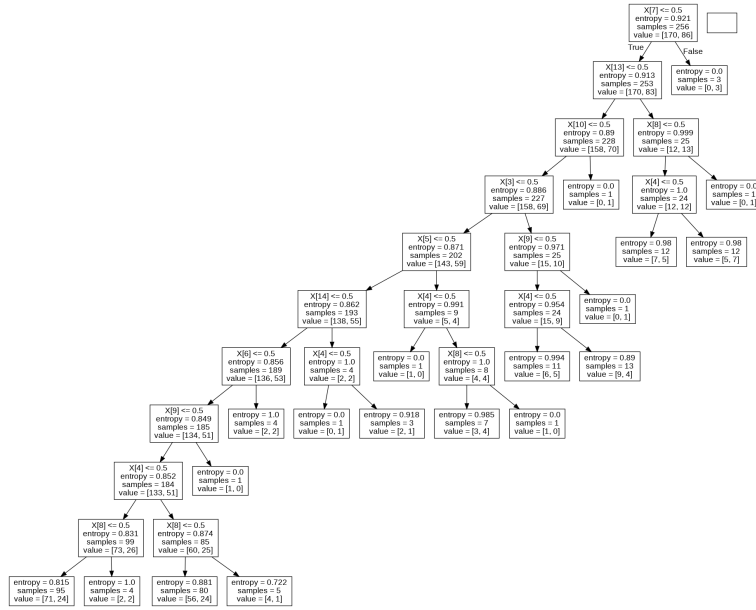 X[7] <= 0.5
entropy = 0.921
samples = 256
value = [170, 86]
True
False
X[13] <= 0.5
entropy = 0.913
samples = 253
value = [170, 83]
entropy = 0.0
samples = 3
value = [0, 3]
X[10] <= 0.5
entropy = 0.89
samples = 228
value = [158, 70]
X[8] <= 0.5
entropy = 0.999
samples = 25
value = [12, 13]
X[3] <= 0.5
entropy = 0.886
samples = 227
value = [158, 69]
entropy = 0.0
samples = 1
value = [0, 1]
X[4] <= 0.5
entropy = 1.0
samples = 24
value = [12, 12]
entropy = 0.0
samples = 1
value = [0, 1]
X[5] <= 0.5
entropy = 0.871
samples = 202
value = [143, 59]
X[9] <= 0.5
entropy = 0.971
samples = 25
value = [15, 10]
entropy = 0.98
samples = 12
value = [7, 5]
entropy = 0.98
samples = 12
value = [5, 7]
X[14] <= 0.5
entropy = 0.862
samples = 193
value = [138, 55]
X[4] <= 0.5
entropy = 0.991
samples = 9
value = [5, 4]
X[4] <= 0.5
entropy = 0.954
samples = 24
value = [15, 9]
entropy = 0.0
samples = 1
value = [0, 1]
X[6] <= 0.5
entropy = 0.856
samples = 189
value = [136, 53]
X[4] <= 0.5
entropy = 1.0
samples = 4
value = [2, 2]
entropy = 0.0
samples = 1
value = [1, 0]
X[8] <= 0.5
entropy = 1.0
samples = 8
value = [4, 4]
entropy = 0.994
samples = 11
value = [6, 5]
entropy = 0.89
samples = 13
value = [9, 4]
X[9] <= 0.5
entropy = 0.849
samples = 185
value = [134, 51]
entropy = 1.0
samples = 4
value = [2, 2]
entropy = 0.0
samples = 1
value = [0, 1]
entropy = 0.918
samples = 3
value = [2, 1]
entropy = 0.985
samples = 7
value = [3, 4]
entropy = 0.0
samples = 1
value = [1, 0]
X[4] <= 0.5
entropy = 0.852
samples = 184
value = [133, 51]
entropy = 0.0
samples = 1
value = [1, 0]
X[8] <= 0.5
entropy = 0.831
samples = 99
value = [73, 26]
X[8] <= 0.5
entropy = 0.874
samples = 85
value = [60, 25]
entropy = 0.815
samples = 95
value = [71, 24]
entropy = 1.0
samples = 4
value = [2, 2]
entropy = 0.881
samples = 80
value = [56, 24]
entropy = 0.722
samples = 5
value = [4, 1]